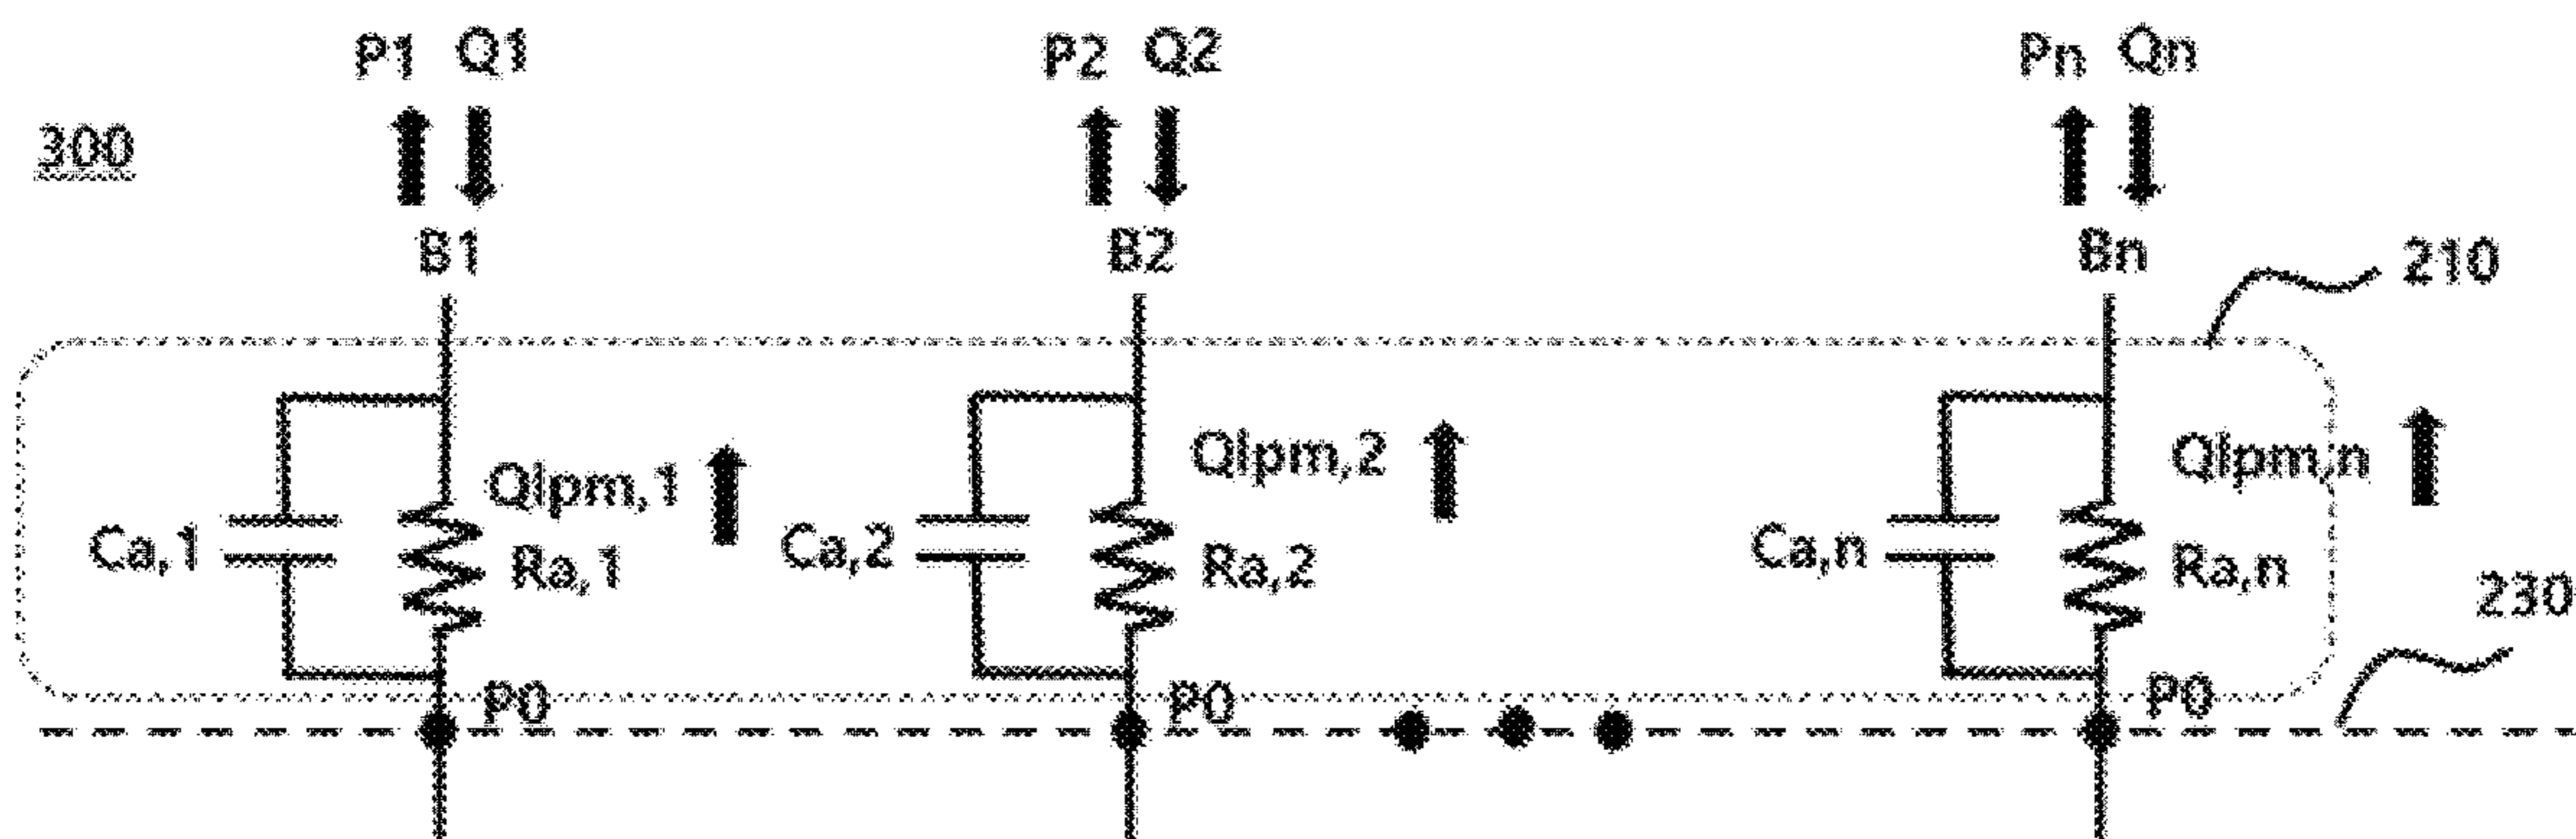 P1 Q1 P2 Q2 Pn Qn
300
B1 B2 Bn
210
Qlpm,1 Qlpm,2 Qlpm,n
Ca,1 Ra,1 Ca,2 Ra,2 Ca,n Ra,n
230
P0 P0 P0